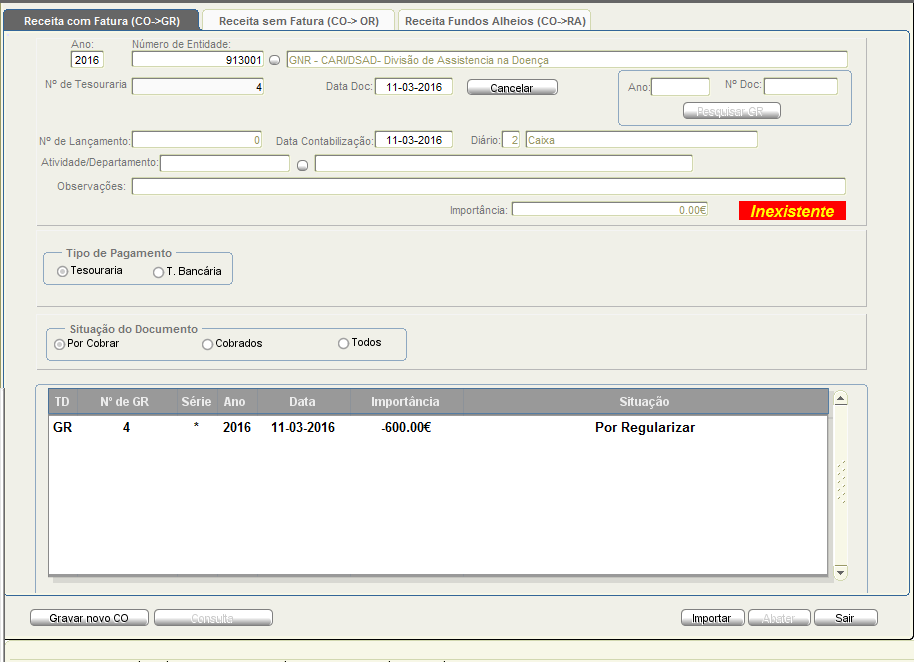 Receita com Fatura (CO->GR) Receita sem Fatura (CO-> OR) Receita Fundos Alheios (CO->RA)
Ano: Número de Entidade:
2016 913001 GNR - CARI/DSAD- Divisão de Assistencia na Doença
Nº de Tesouraria 4 Data Doc: 11-03-2016 Cancelar Ano: Nº Doc:
Pesquisar GR
Nº de Lançamento: 0 Data Contabilização: 11-03-2016 Diário: 2 Caixa
Atividade/Departamento:
Observações:
Importância: 0.00€ Inexistente
Tipo de Pagamento
Tesouraria T. Bancária
Situação do Documento
Por Cobrar Cobrados Todos
TD Nº de GR Série Ano Data Importância Situação
GR 4 * 2016 11-03-2016 -600.00€ Por Regularizar
Gravar novo CO Consulta Importar Abater Sair